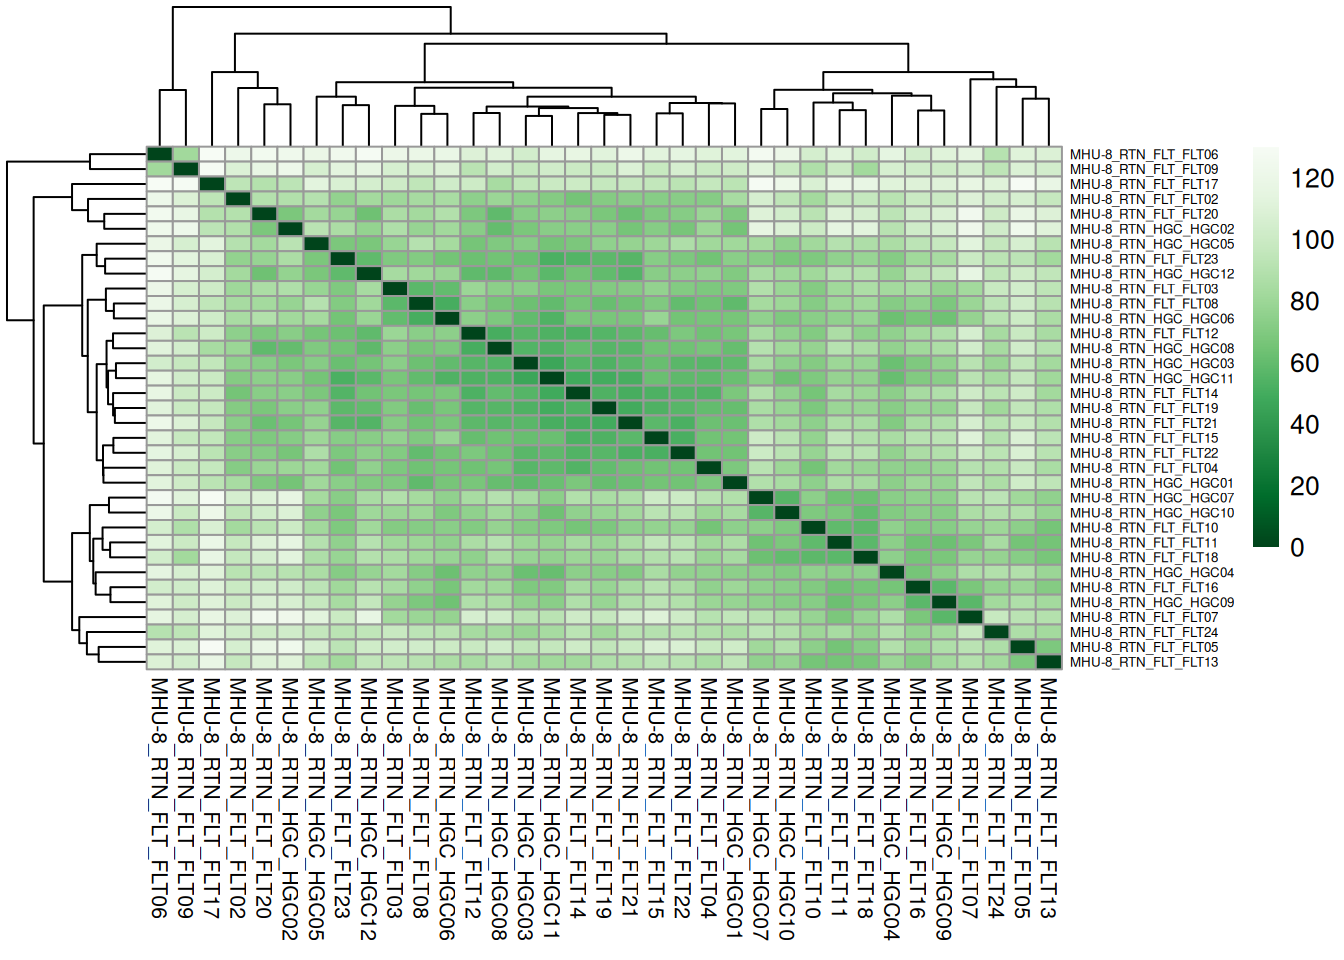 MHU-8_RTN_FLT_FLT06
MHU-8_RTN_FLT_FLT09
MHU-8_RTN_FLT_FLT17
MHU-8_RTN_FLT_FLT02
MHU-8_RTN_FLT_FLT20
MHU-8_RTN_HGC_HGC02
MHU-8_RTN_HGC_HGC05
MHU-8_RTN_FLT_FLT23
MHU-8_RTN_HGC_HGC12
MHU-8_RTN_FLT_FLT03
MHU-8_RTN_FLT_FLT08
MHU-8_RTN_HGC_HGC06
MHU-8_RTN_FLT_FLT12
MHU-8_RTN_HGC_HGC08
MHU-8_RTN_HGC_HGC03
MHU-8_RTN_HGC_HGC11
MHU-8_RTN_FLT_FLT14
MHU-8_RTN_FLT_FLT19
MHU-8_RTN_FLT_FLT21
MHU-8_RTN_FLT_FLT15
MHU-8_RTN_FLT_FLT22
MHU-8_RTN_FLT_FLT04
MHU-8_RTN_HGC_HGC01
MHU-8_RTN_HGC_HGC07
MHU-8_RTN_HGC_HGC10
MHU-8_RTN_FLT_FLT10
MHU-8_RTN_FLT_FLT11
MHU-8_RTN_FLT_FLT18
MHU-8_RTN_HGC_HGC04
MHU-8_RTN_FLT_FLT16
MHU-8_RTN_HGC_HGC09
MHU-8_RTN_FLT_FLT07
MHU-8_RTN_FLT_FLT24
MHU-8_RTN_FLT_FLT05
MHU-8_RTN_FLT_FLT13
120
100
80
60
40
20
0
MHU-8_RTN_FLT_FLT06
MHU-8_RTN_FLT_FLT09
MHU-8_RTN_FLT_FLT17
MHU-8_RTN_FLT_FLT02
MHU-8_RTN_FLT_FLT20
MHU-8_RTN_HGC_HGC02
MHU-8_RTN_HGC_HGC05
MHU-8_RTN_FLT_FLT23
MHU-8_RTN_HGC_HGC12
MHU-8_RTN_FLT_FLT03
MHU-8_RTN_FLT_FLT08
MHU-8_RTN_HGC_HGC06
MHU-8_RTN_FLT_FLT12
MHU-8_RTN_HGC_HGC08
MHU-8_RTN_HGC_HGC03
MHU-8_RTN_HGC_HGC11
MHU-8_RTN_FLT_FLT14
MHU-8_RTN_FLT_FLT19
MHU-8_RTN_FLT_FLT21
MHU-8_RTN_FLT_FLT15
MHU-8_RTN_FLT_FLT22
MHU-8_RTN_FLT_FLT04
MHU-8_RTN_HGC_HGC01
MHU-8_RTN_HGC_HGC07
MHU-8_RTN_HGC_HGC10
MHU-8_RTN_FLT_FLT10
MHU-8_RTN_FLT_FLT11
MHU-8_RTN_FLT_FLT18
MHU-8_RTN_HGC_HGC04
MHU-8_RTN_FLT_FLT16
MHU-8_RTN_HGC_HGC09
MHU-8_RTN_FLT_FLT07
MHU-8_RTN_FLT_FLT24
MHU-8_RTN_FLT_FLT05
MHU-8_RTN_FLT_FLT13